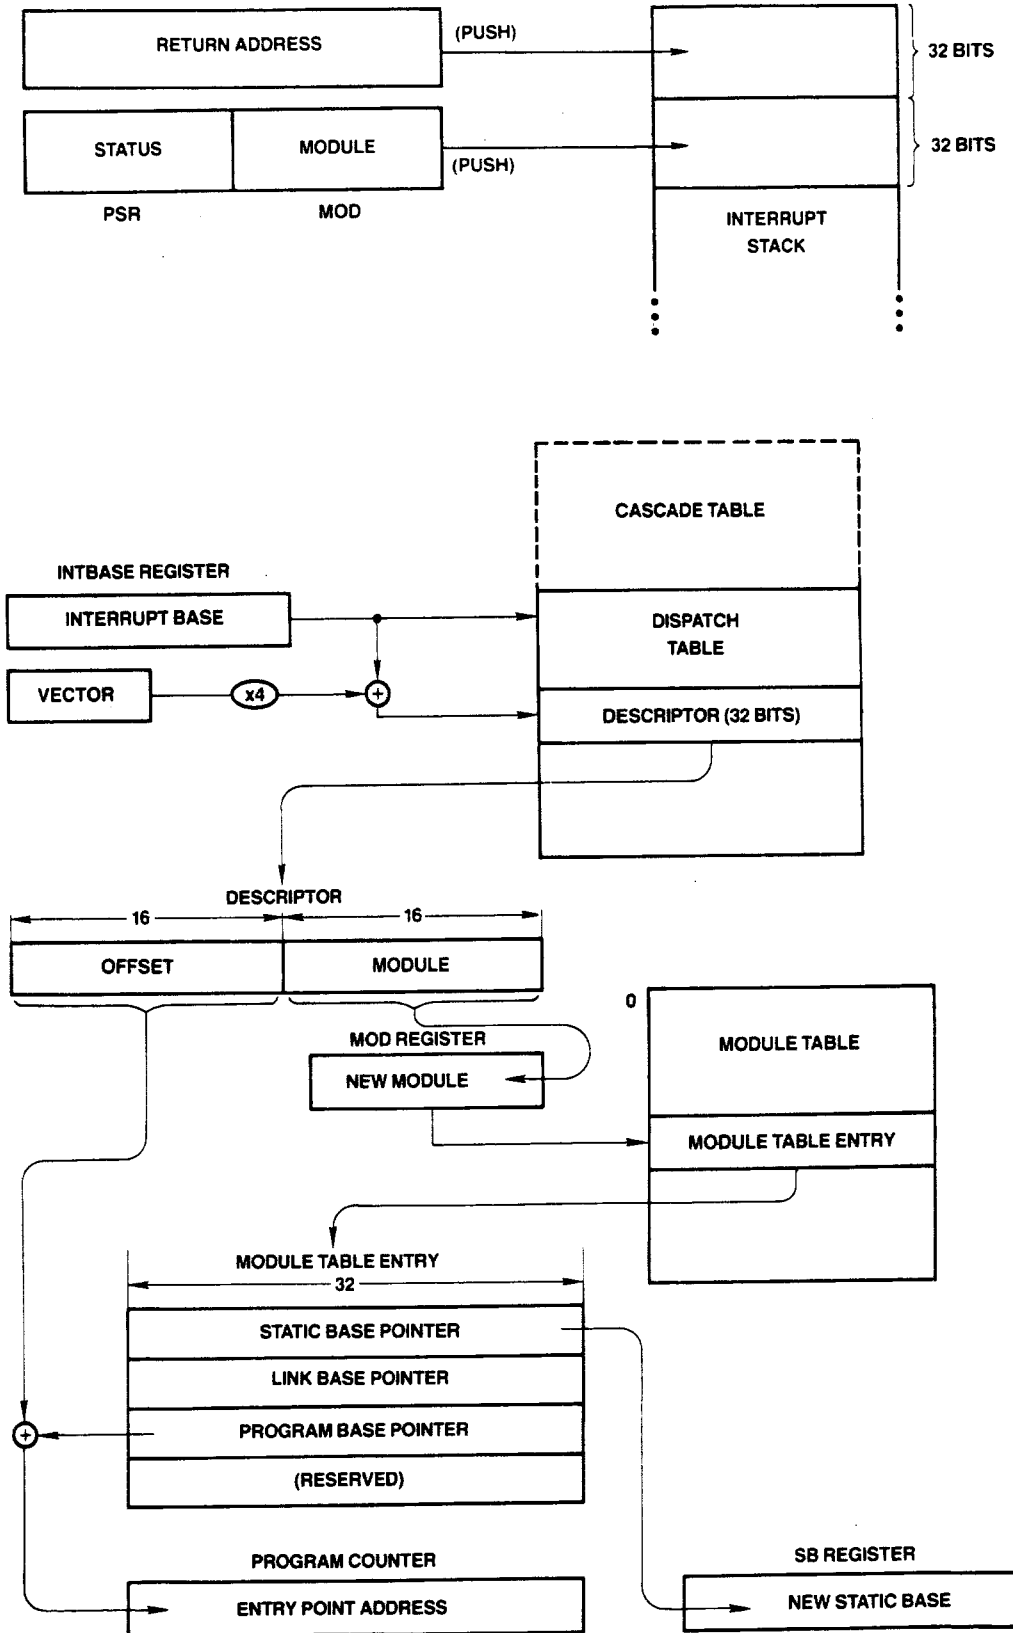 RETURN ADDRESS
(PUSH)
32 BITS
STATUS
MODULE
(PUSH)
32 BITS
PSR
MOD
INTERRUPT
STACK
CASCADE TABLE
INTBASE REGISTER
INTERRUPT BASE
DISPATCH
TABLE
VECTOR
x4
+
DESCRIPTOR (32 BITS)
DESCRIPTOR
16
16
OFFSET
MODULE
0
MOD REGISTER
MODULE TABLE
NEW MODULE
MODULE TABLE ENTRY
MODULE TABLE ENTRY
32
STATIC BASE POINTER
LINK BASE POINTER
+
PROGRAM BASE POINTER
(RESERVED)
PROGRAM COUNTER
SB REGISTER
ENTRY POINT ADDRESS
NEW STATIC BASE